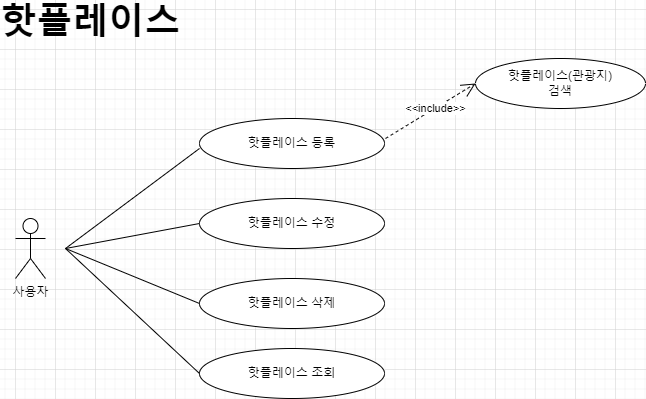 핫플레이스
핫플레이스(관광지)
검색
<<include>>
핫플레이스 등록
핫플레이스 수정
사용자
핫플레이스 삭제
핫플레이스 조회